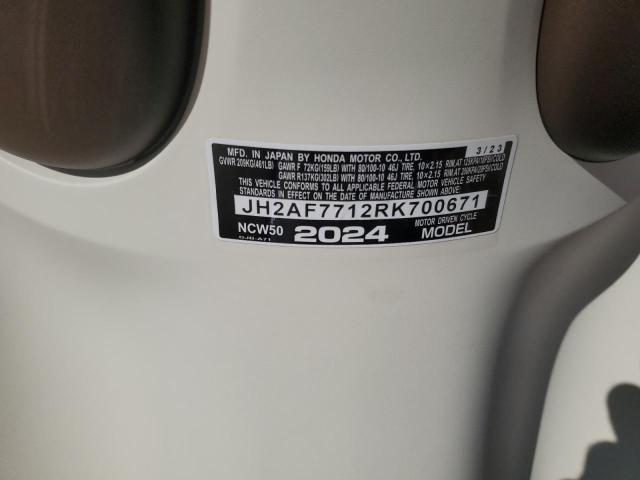 MFD. IN JAPAN BY HONDA MOTOR CO., LTD. 3/23
GVWR 209KG(461LB) GAWR F 72KG(159LB) WITH 80/100-10 46J TIRE, 10×2.15 RIM, AT 125KPA(18PSI) COLD
GAWR R 137KG(302LB) WITH 80/100-10 46J TIRE, 10×2.15 RIM, AT 200KPA(29PSI) COLD
THIS VEHICLE CONFORMS TO ALL APPLICABLE FEDERAL MOTOR VEHICLE SAFETY
STANDARDS IN EFFECT ON THE DATE OF MANUFACTURE SHOWN ABOVE.
JH2AF7712RK700671
MOTOR DRIVEN CYCLE
NCW50 2024 MODEL